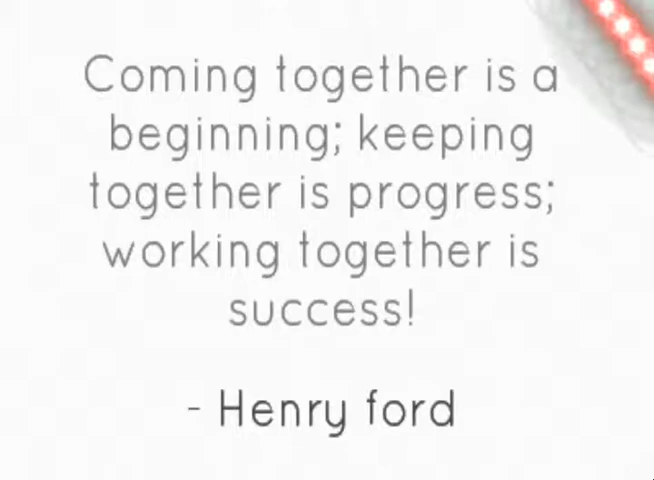 Coming together is a
beginning; keeping
together is progress;
working together is
success!
- Henry ford